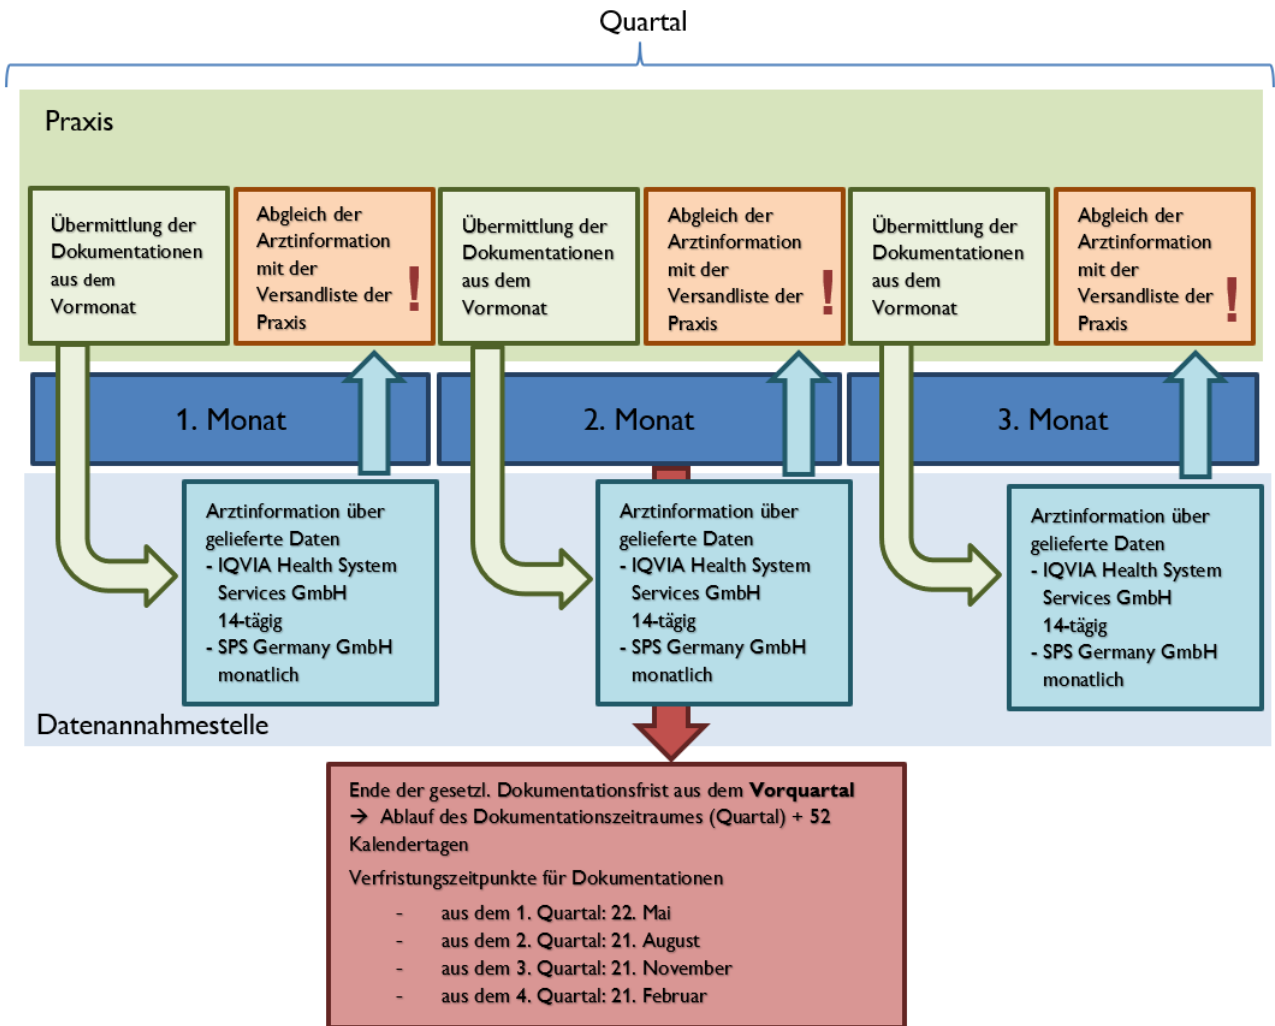 Quartal
Praxis
Übermittlung der
Dokumentationen
aus dem
Vormonat
Abgleich der
Arztinformation
mit der
Versandliste der
Praxis
!
Übermittlung der
Dokumentationen
aus dem
Vormonat
Abgleich der
Arztinformation
mit der
Versandliste der
Praxis
!
Übermittlung der
Dokumentationen
aus dem
Vormonat
Abgleich der
Arztinformation
mit der
Versandliste der
Praxis
!
1. Monat
2. Monat
3. Monat
Arztinformation über
gelieferte Daten
- IQVIA Health System
Services GmbH
14-tägig
- SPS Germany GmbH
monatlich
Arztinformation über
gelieferte Daten
- IQVIA Health System
Services GmbH
14-tägig
- SPS Germany GmbH
monatlich
Arztinformation über
gelieferte Daten
- IQVIA Health System
Services GmbH
14-tägig
- SPS Germany GmbH
monatlich
Datenannahmestelle
Ende der gesetzl. Dokumentationsfrist aus dem Vorquartal
→ Ablauf des Dokumentationszeitraumes (Quartal) + 52
Kalendertagen
Verfristungszeitpunkte für Dokumentationen
- aus dem 1. Quartal: 22. Mai
- aus dem 2. Quartal: 21. August
- aus dem 3. Quartal: 21. November
- aus dem 4. Quartal: 21. Februar